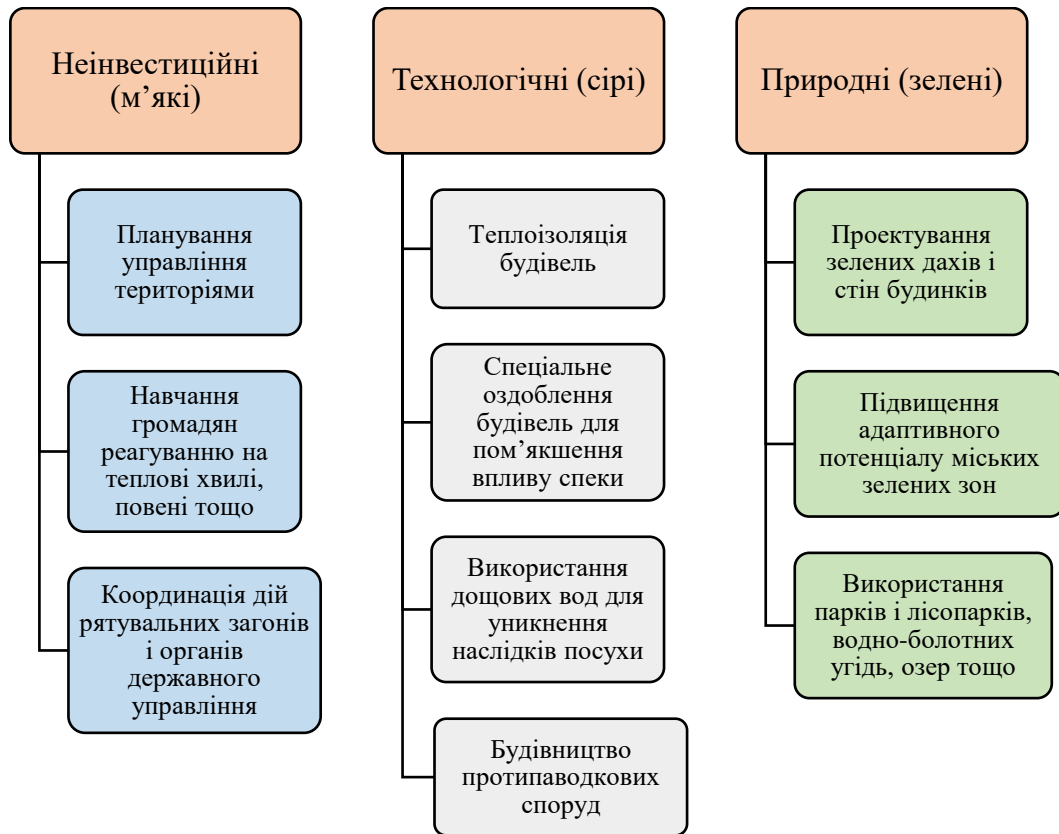 Неінвестиційні
(м’які)
Планування
управління
територіями
Навчання
громадян
реагуванню на
теплові хвилі,
повені тощо
Координація дій
рятувальних загонів
і органів
державного
управління
Технологічні (сірі)
Теплоізоляція
будівель
Спеціальне
оздоблення
будівель для
пом’якшення
впливу спеки
Використання
дощових вод для
уникнення
наслідків посухи
Будівництво
протипаводкових
споруд
Природні (зелені)
Проектування
зелених дахів і
стін будинків
Підвищення
адаптивного
потенціалу міських
зелених зон
Використання
парків і лісопарків,
водно-болотних
угідь, озер тощо